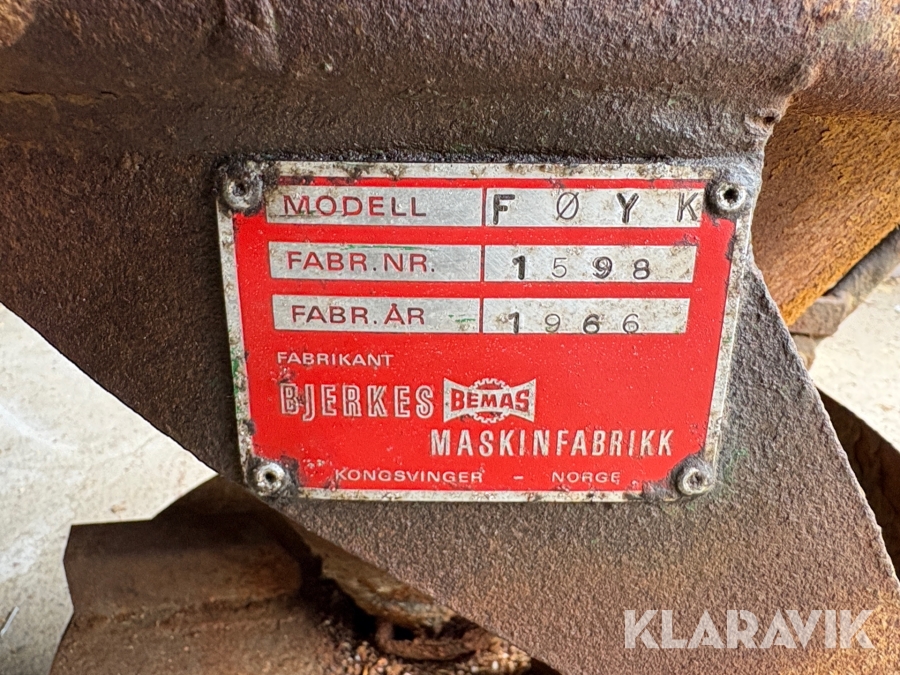 MODELL FØYK
FABR.NR. 1598
FABR.ÅR 1966
FABRIKANT
BJERKES BEMAS
MASKINFABRIKK
KONGSVINGER - NORGE
KLARAVIK